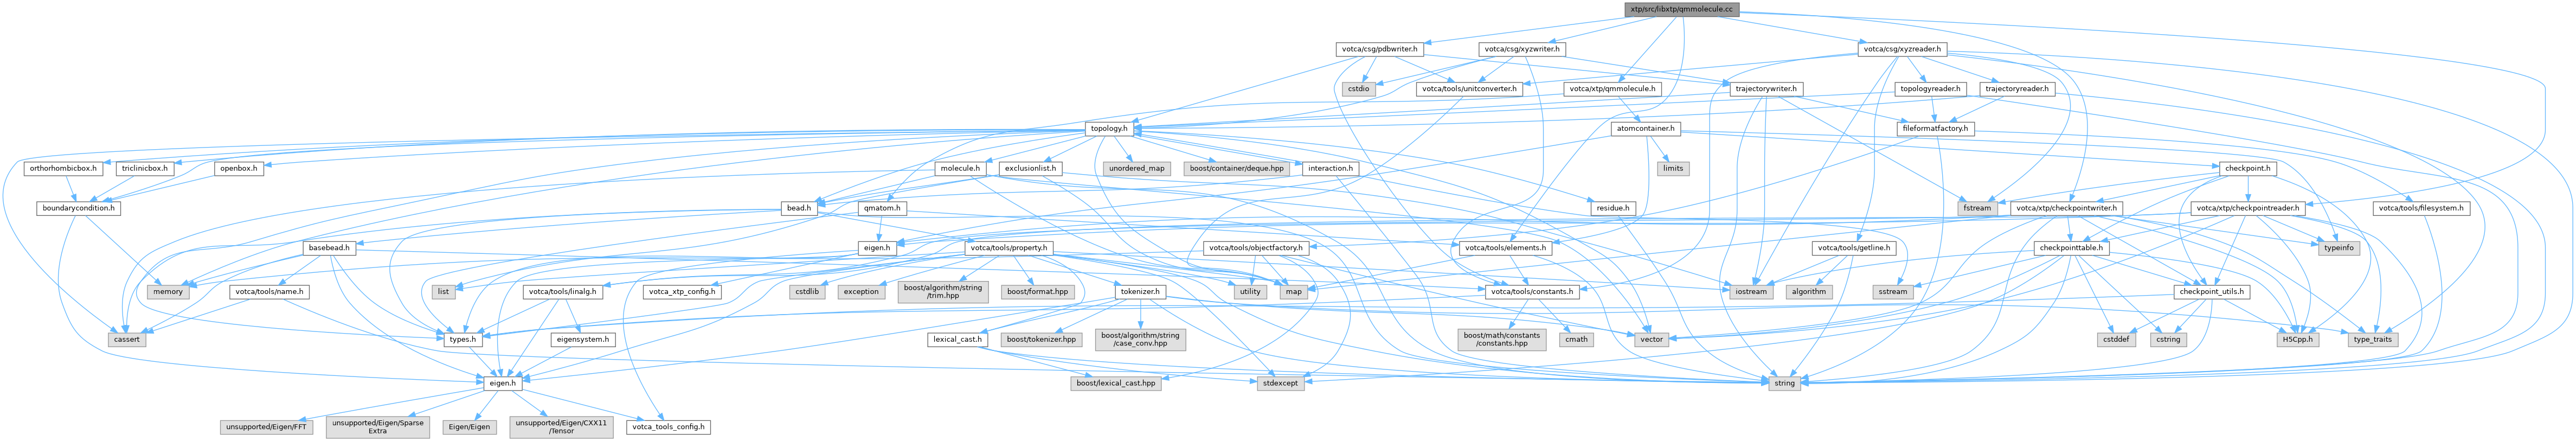 xtp/src/libxtp/qmmolecule.cc
votca/csg/pdbwriter.h
votca/csg/xyzwriter.h
votca/csg/xyzreader.h
cstdio
votca/tools/unitconverter.h
votca/xtp/qmmolecule.h
trajectorywriter.h
topologyreader.h
trajectoryreader.h
topology.h
atomcontainer.h
fileformatfactory.h
orthorhombicbox.h
triclinicbox.h
openbox.h
molecule.h
exclusionlist.h
unordered_map
boost/container/deque.hpp
interaction.h
limits
checkpoint.h
boundarycondition.h
bead.h
qmatom.h
residue.h
fstream
votca/xtp/checkpointwriter.h
votca/xtp/checkpointreader.h
votca/tools/filesystem.h
basebead.h
eigen.h
votca/tools/property.h
votca/tools/objectfactory.h
votca/tools/elements.h
votca/tools/getline.h
checkpointtable.h
typeinfo
memory
votca/tools/name.h
list
votca/tools/linalg.h
votca_xtp_config.h
cstdlib
exception
boost/algorithm/string
/trim.hpp
boost/format.hpp
tokenizer.h
utility
map
votca/tools/constants.h
iostream
algorithm
sstream
checkpoint_utils.h
cassert
types.h
eigensystem.h
lexical_cast.h
boost/tokenizer.hpp
boost/algorithm/string
/case_conv.hpp
boost/math/constants
/constants.hpp
cmath
vector
cstddef
cstring
H5Cpp.h
type_traits
eigen.h
boost/lexical_cast.hpp
stdexcept
string
unsupported/Eigen/FFT
unsupported/Eigen/Sparse
Extra
Eigen/Eigen
unsupported/Eigen/CXX11
/Tensor
votca_tools_config.h